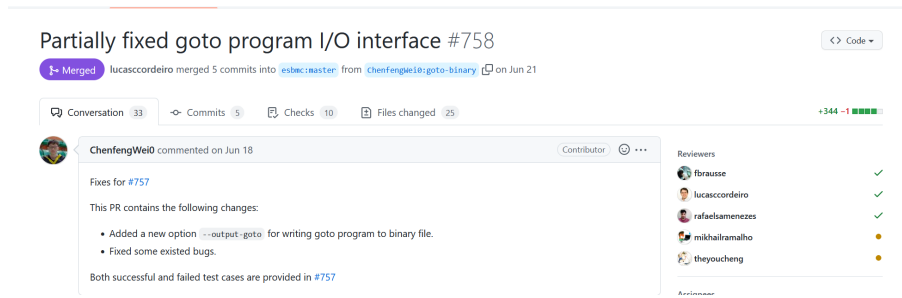 Partially fixed goto program I/O interface #758
<> Code
Merged lucasccordeiro merged 5 commits into esbmc:master from ChenfengWei0:goto-binary on Jun 21
Conversation 33 Commits 5 Checks 10 Files changed 25 +344 −1
ChenfengWei0 commented on Jun 18 Contributor
Fixes for #757
This PR contains the following changes:
Added a new option --output-goto for writing goto program to binary file.
Fixed some existed bugs.
Both successful and failed test cases are provided in #757
Reviewers
fbrausse
lucasccordeiro
rafaelsamenezes
mikhailramalho
theyoucheng
Assignees